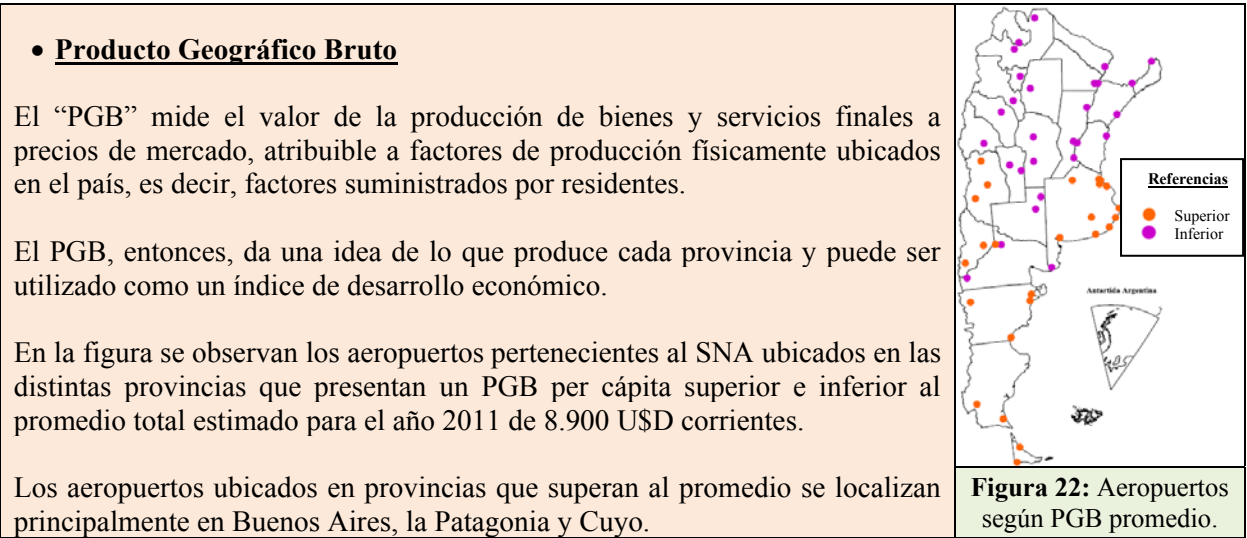 • Producto Geográfico Bruto
El “PGB” mide el valor de la producción de bienes y servicios finales a
precios de mercado, atribuible a factores de producción físicamente ubicados
en el país, es decir, factores suministrados por residentes.
El PGB, entonces, da una idea de lo que produce cada provincia y puede ser
utilizado como un índice de desarrollo económico.
En la figura se observan los aeropuertos pertenecientes al SNA ubicados en las
distintas provincias que presentan un PGB per cápita superior e inferior al
promedio total estimado para el año 2011 de 8.900 U$D corrientes.
Los aeropuertos ubicados en provincias que superan al promedio se localizan
principalmente en Buenos Aires, la Patagonia y Cuyo.
Referencias
Superior
Inferior
Antartida Argentina
Figura 22: Aeropuertos
según PGB promedio.